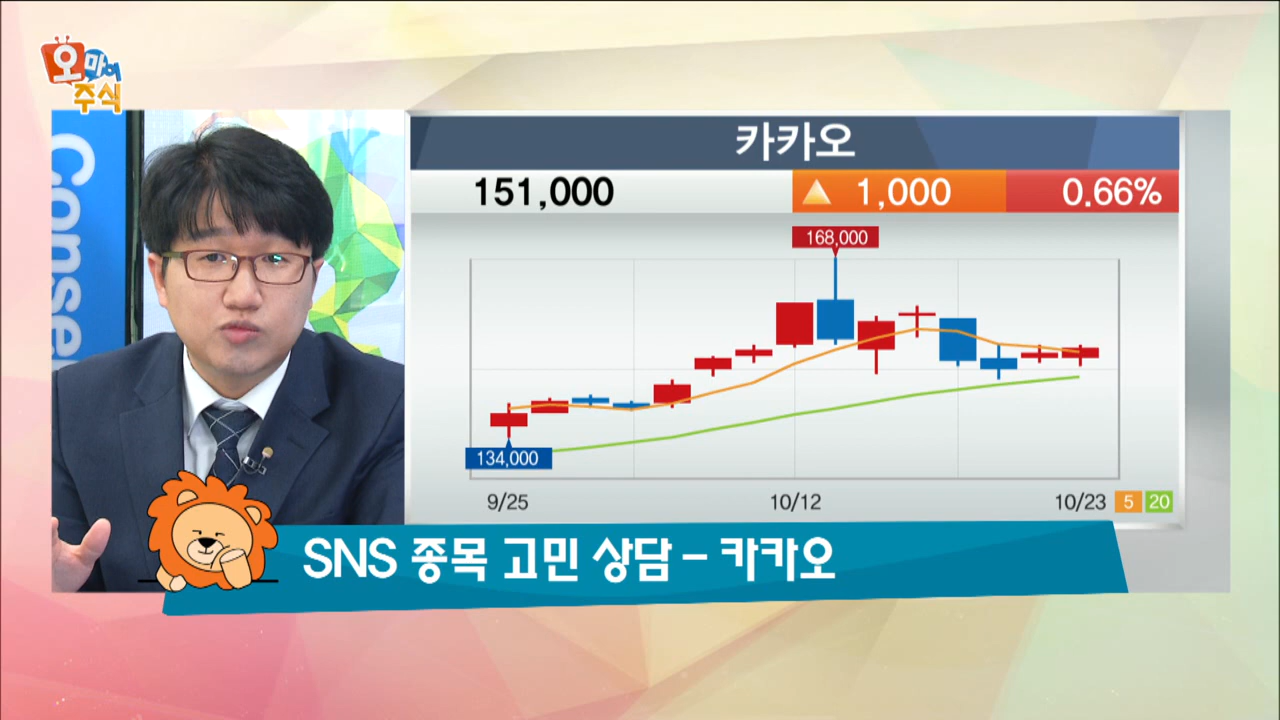 오마이
주식
Conse
카카오
151,000 ▲ 1,000 0.66%
168,000
134,000
9/25 10/12 10/23 5 20
SNS 종목 고민 상담 - 카카오